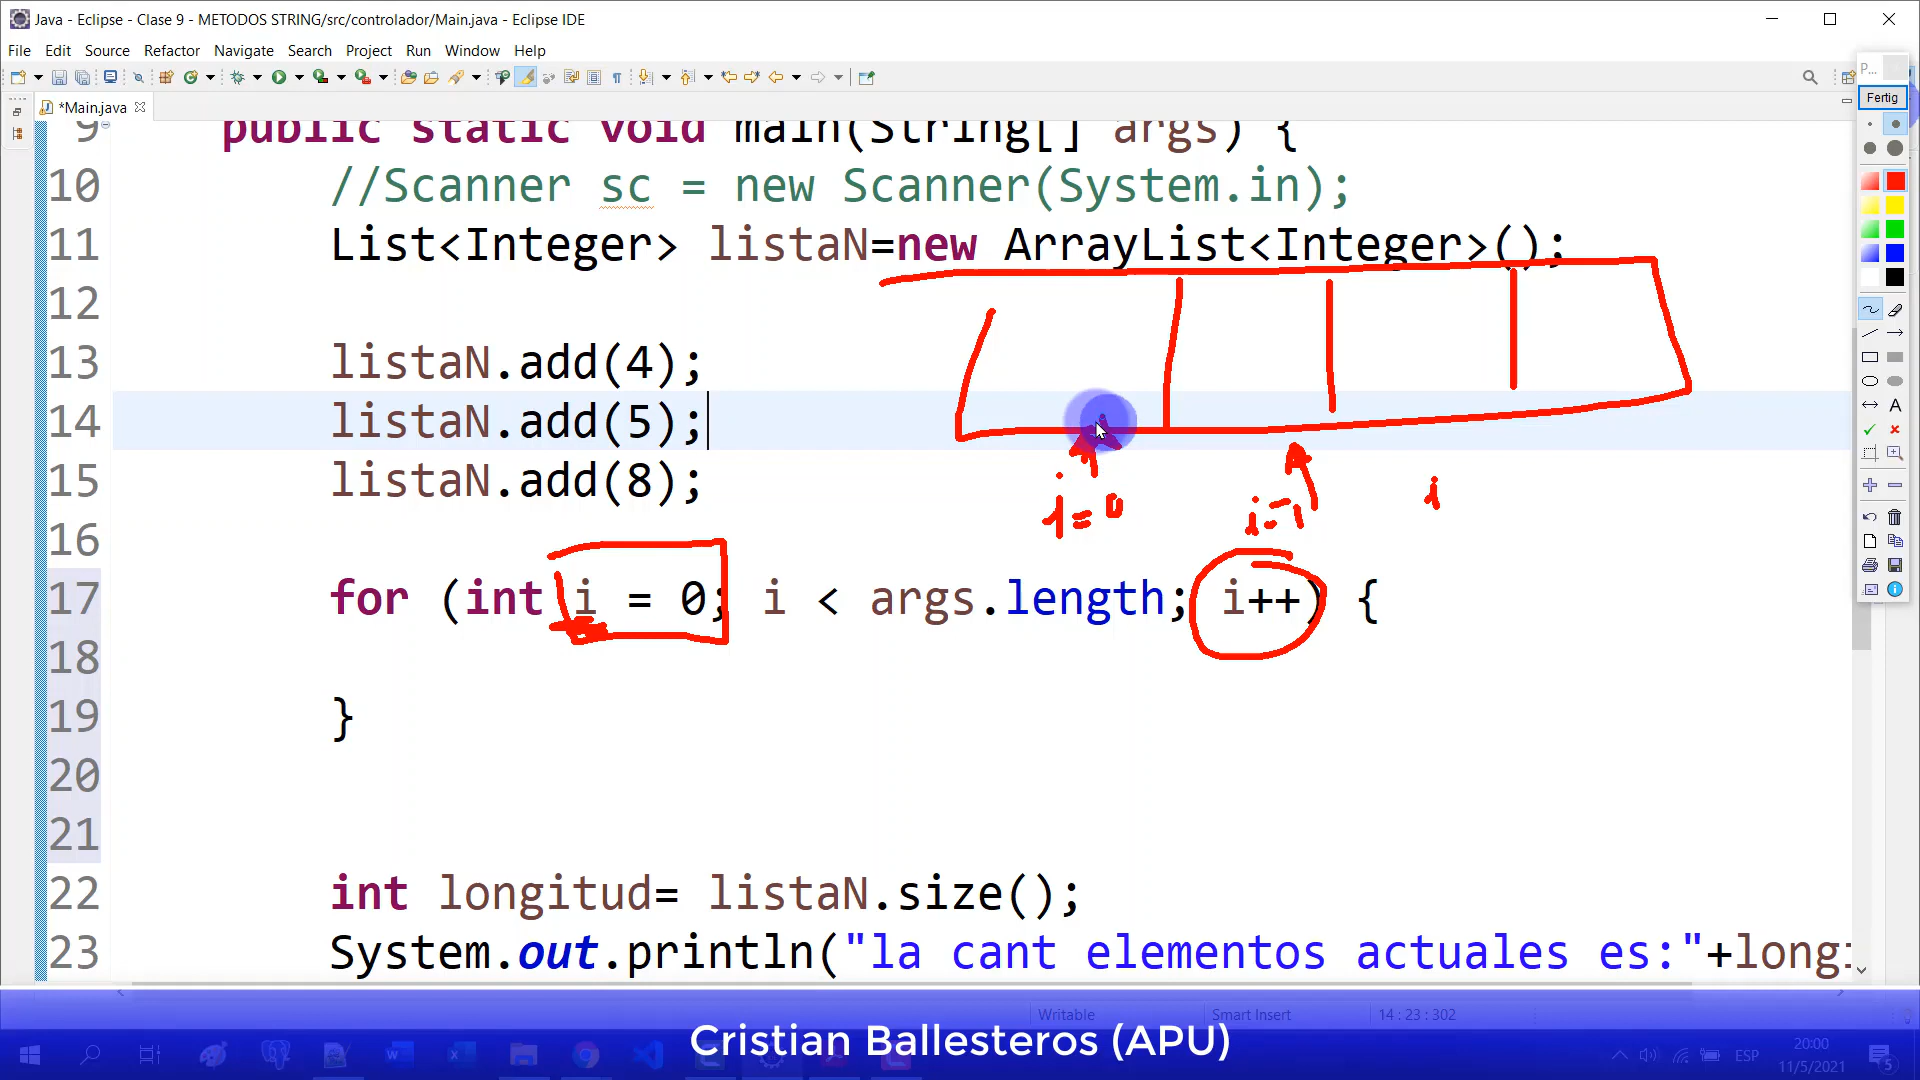 Java - Eclipse - Clase 9 - METODOS STRING/src/controlador/Main.java - Eclipse IDE
File Edit Source Refactor Navigate Search Project Run Window Help
P...
*Main.java
Fertig
9 public static void main(String[] args) {
10 //Scanner sc = new Scanner(System.in);
11 List<Integer> listaN=new ArrayList<Integer>();
12
13 listaN.add(4);
14 listaN.add(5);
15 listaN.add(8);
i=0 i=1 i
16
17 for (int i = 0; i < args.length; i++) {
18
19 }
20
21
22 int longitud= listaN.size();
23 System.out.println("la cant elementos actuales es:"+longi
Writable Smart Insert 14 : 23 : 302
Cristian Ballesteros (APU)
ESP
20:00
11/5/2021
5